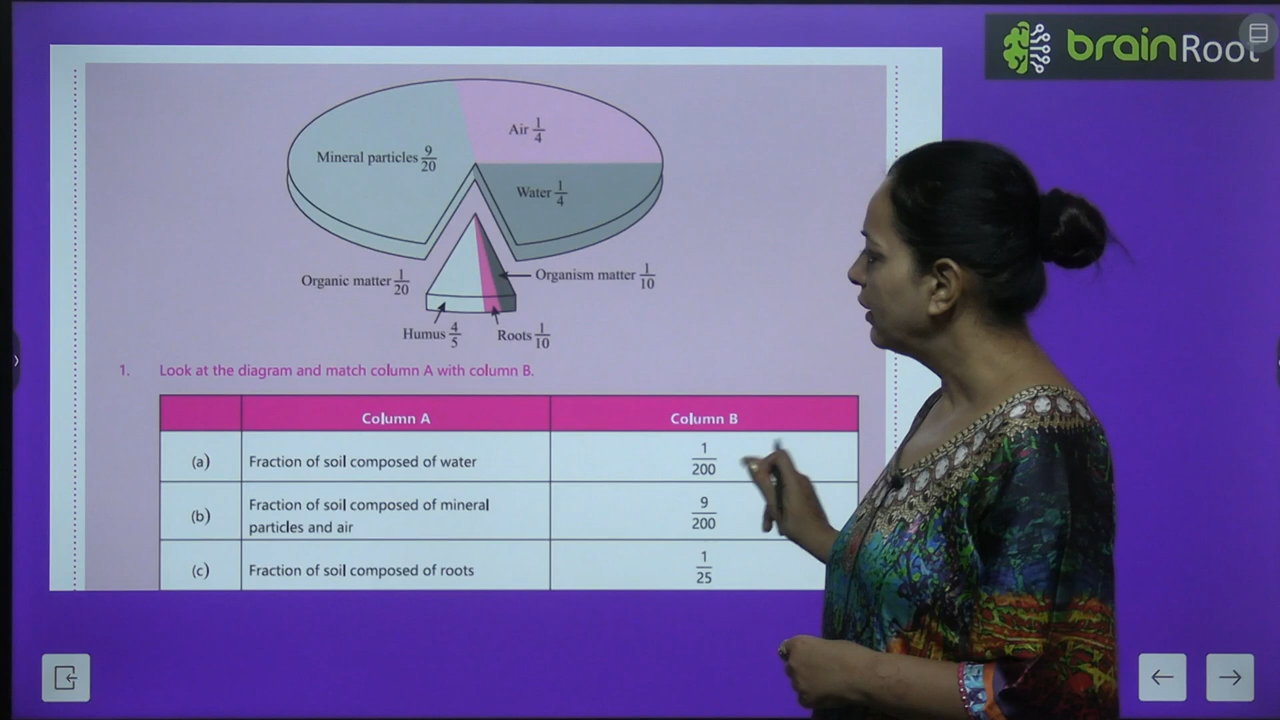 brainRoot
Air 1/4
Mineral particles 9/20
Water 1/4
Organic matter 1/20
Organism matter 1/10
Humus 4/5
Roots 1/10
1. Look at the diagram and match column A with column B.
Column A Column B
(a) Fraction of soil composed of water 1/200
(b) Fraction of soil composed of mineral
particles and air 9/200
(c) Fraction of soil composed of roots 1/25